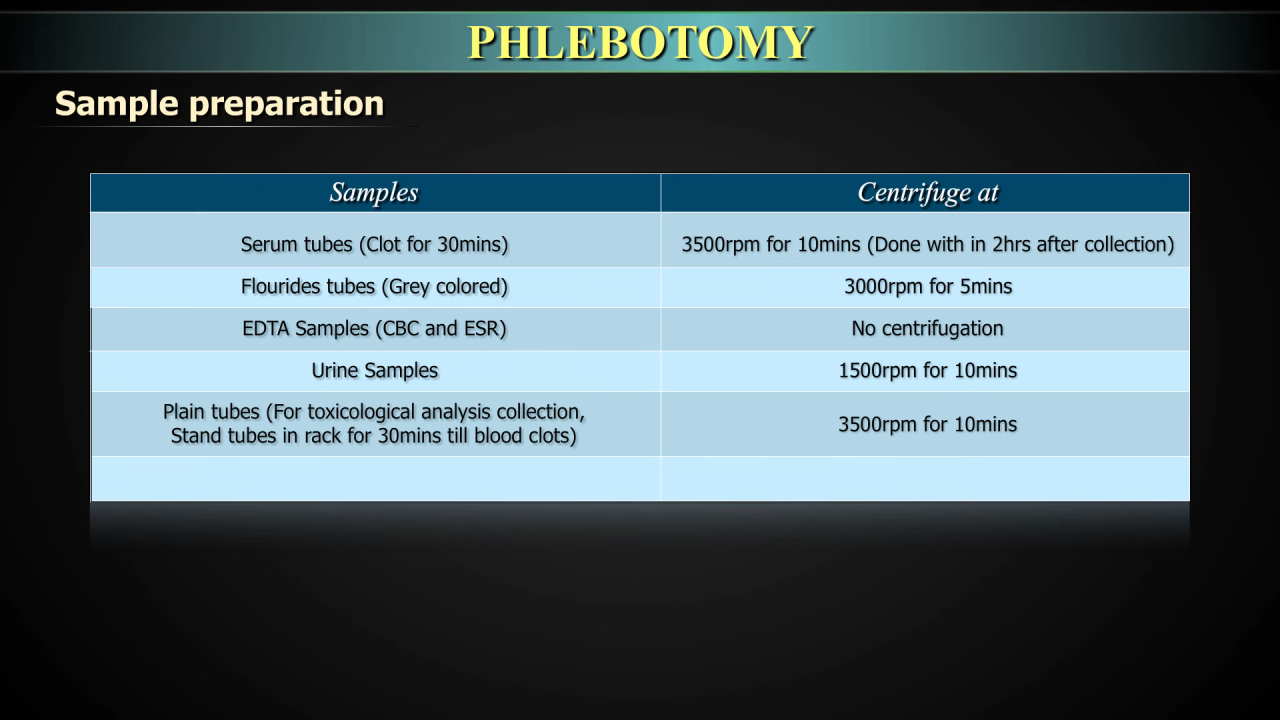 PHLEBOTOMY
Sample preparation
Samples
Centrifuge at
Serum tubes (Clot for 30mins)
3500rpm for 10mins (Done with in 2hrs after collection)
Flourides tubes (Grey colored)
3000rpm for 5mins
EDTA Samples (CBC and ESR)
No centrifugation
Urine Samples
1500rpm for 10mins
Plain tubes (For toxicological analysis collection,
Stand tubes in rack for 30mins till blood clots)
3500rpm for 10mins